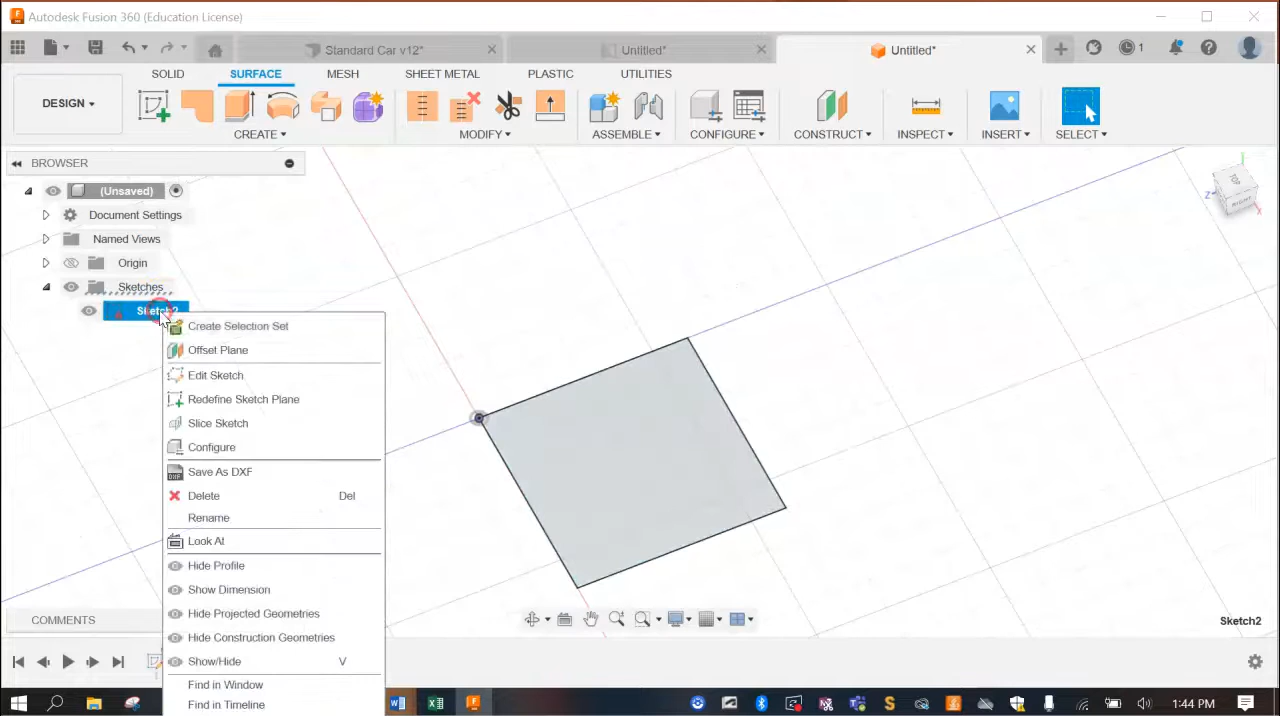 Autodesk Fusion 360 (Education License)
Standard Car v12*
Untitled*
Untitled*
1
DESIGN
SOLID
SURFACE
MESH
SHEET METAL
PLASTIC
UTILITIES
CREATE
MODIFY
ASSEMBLE
CONFIGURE
CONSTRUCT
INSPECT
INSERT
SELECT
BROWSER
(Unsaved)
Document Settings
Named Views
Origin
Sketches
Sketch2
Create Selection Set
Offset Plane
Edit Sketch
Redefine Sketch Plane
Slice Sketch
Configure
Save As DXF
Delete Del
Rename
Look At
Hide Profile
Show Dimension
Hide Projected Geometries
Hide Construction Geometries
Show/Hide V
Find in Window
Find in Timeline
TOP
RIGHT
Z
X
COMMENTS
Sketch2
1:44 PM